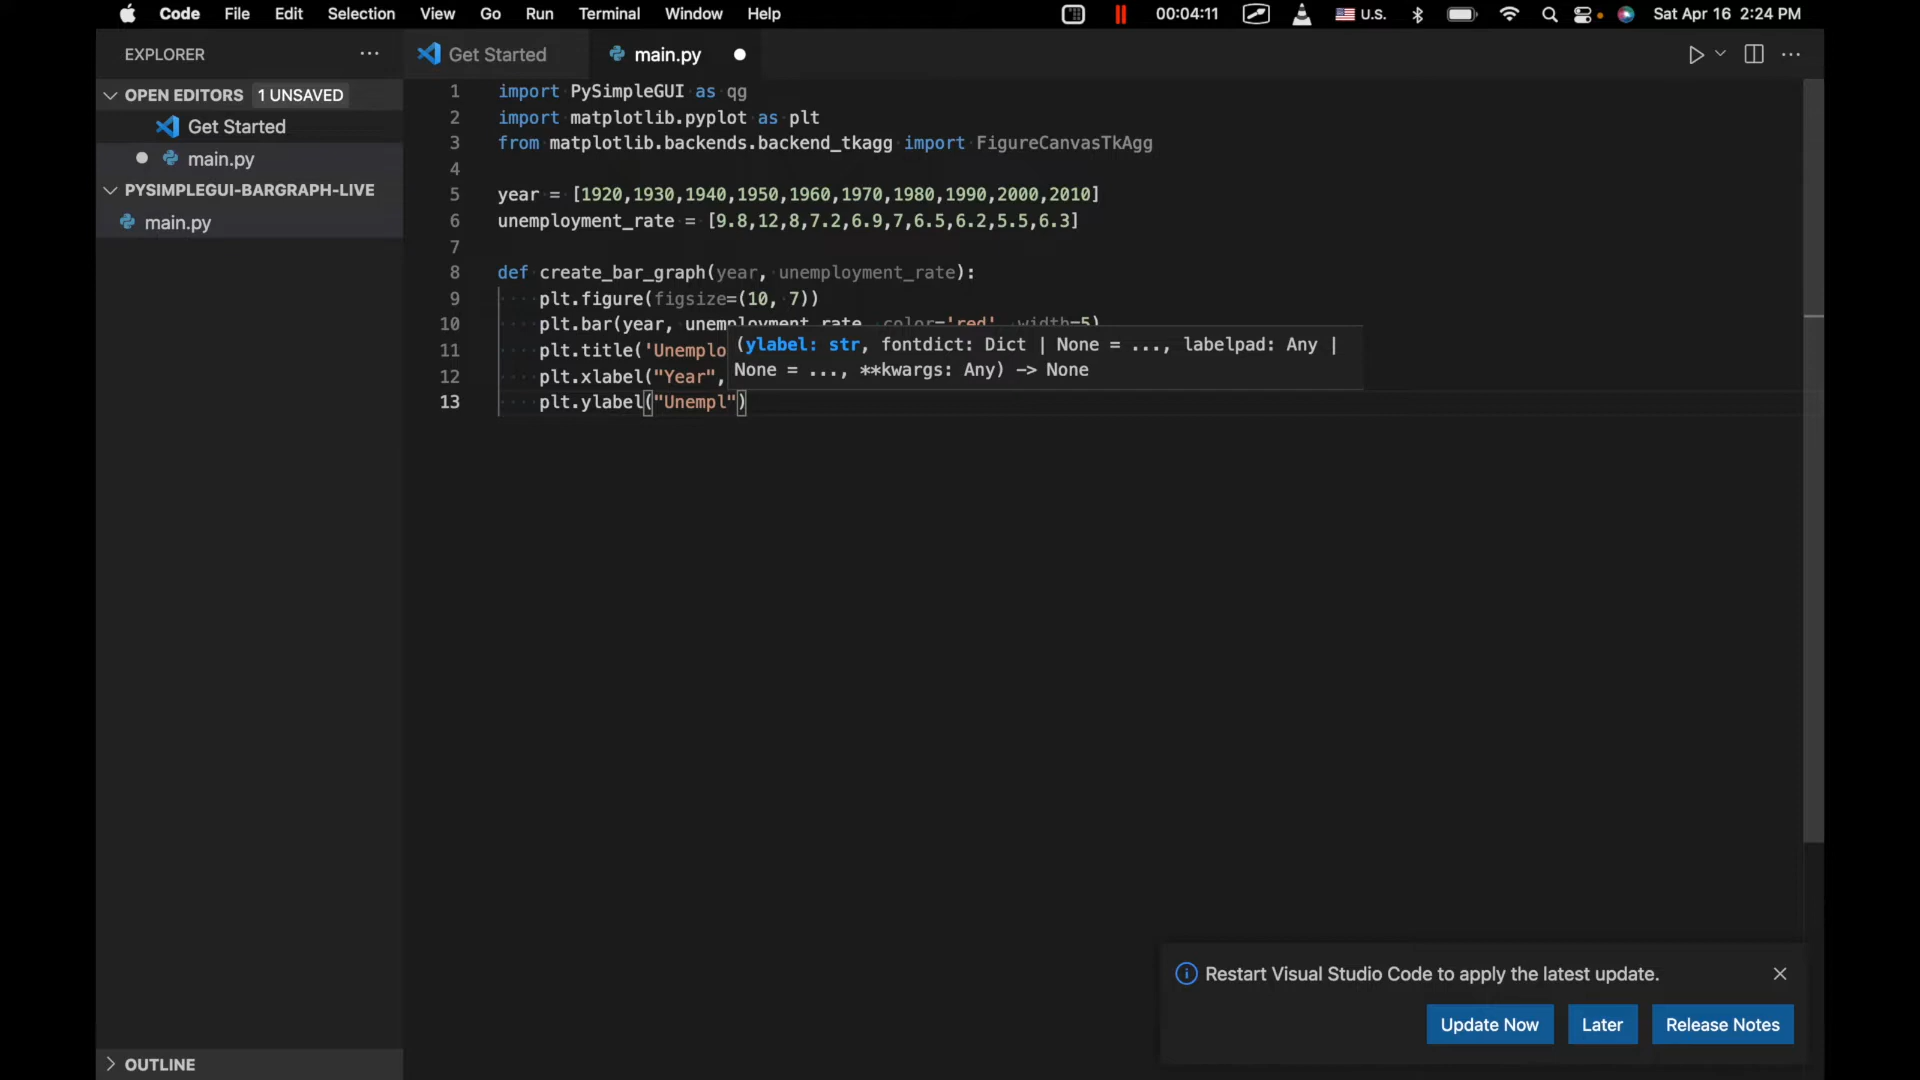 Code File Edit Selection View Go Run Terminal Window Help 00:04:11 U.S. Sat Apr 16 2:24 PM
EXPLORER
Get Started
main.py
OPEN EDITORS 1 UNSAVED
Get Started
main.py
PYSIMPLEGUI-BARGRAPH-LIVE
main.py
1 import PySimpleGUI as qg
2 import matplotlib.pyplot as plt
3 from matplotlib.backends.backend_tkagg import FigureCanvasTkAgg
4
5 year = [1920,1930,1940,1950,1960,1970,1980,1990,2000,2010]
6 unemployment_rate = [9.8,12,8,7.2,6.9,7,6.5,6.2,5.5,6.3]
7
8 def create_bar_graph(year, unemployment_rate):
9 plt.figure(figsize=(10, 7))
10 plt.bar(year, unemployment_rate, color='red', width=5)
11 plt.title('Unemplo
12 plt.xlabel("Year",
13 plt.ylabel("Unempl")
(ylabel: str, fontdict: Dict | None = ..., labelpad: Any |
None = ..., **kwargs: Any) -> None
Restart Visual Studio Code to apply the latest update.
Update Now Later Release Notes
OUTLINE